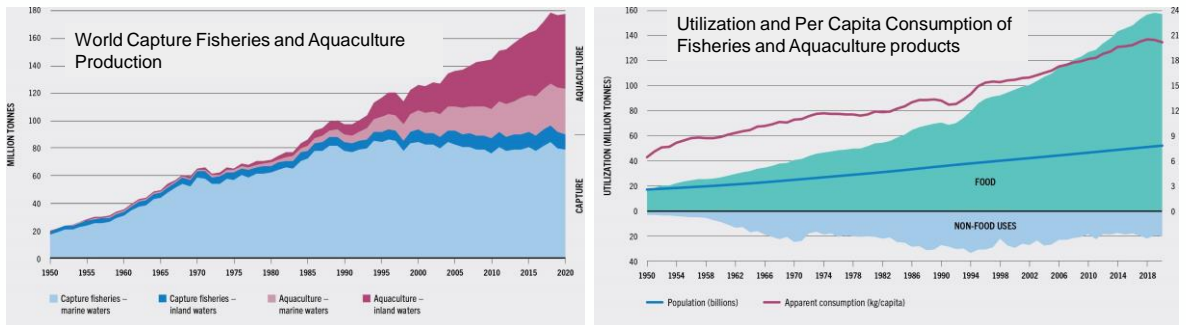 World Capture Fisheries and Aquaculture
Production
180
160
140
120
100
80
60
40
20
0
MILLION TONNES
AQUACULTURE
CAPTURE
1950 1955 1960 1965 1970 1975 1980 1985 1990 1995 2000 2005 2010 2015 2020
Capture fisheries –
marine waters
Capture fisheries –
inland waters
Aquaculture –
marine waters
Aquaculture –
inland waters
Utilization and Per Capita Consumption of
Fisheries and Aquaculture products
160
140
120
100
80
60
40
20
0
20
40
UTILIZATION (MILLION TONNES)
24
21
18
15
12
9
6
3
0
FOOD
NON-FOOD USES
1950 1954 1958 1962 1966 1970 1974 1978 1982 1986 1990 1994 1998 2002 2006 2010 2014 2018
Population (billions) Apparent consumption (kg/capita)